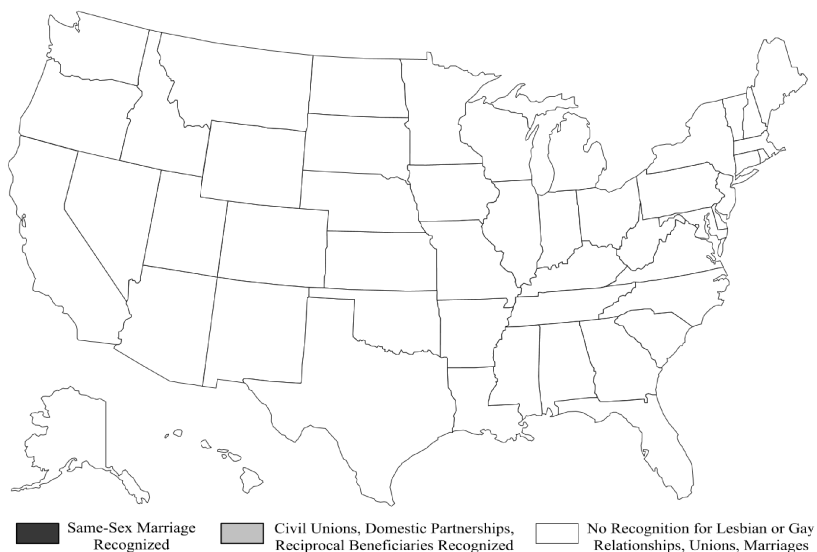 Same-Sex Marriage
Recognized
Civil Unions, Domestic Partnerships,
Reciprocal Beneficiaries Recognized
No Recognition for Lesbian or Gay
Relationships, Unions, Marriages